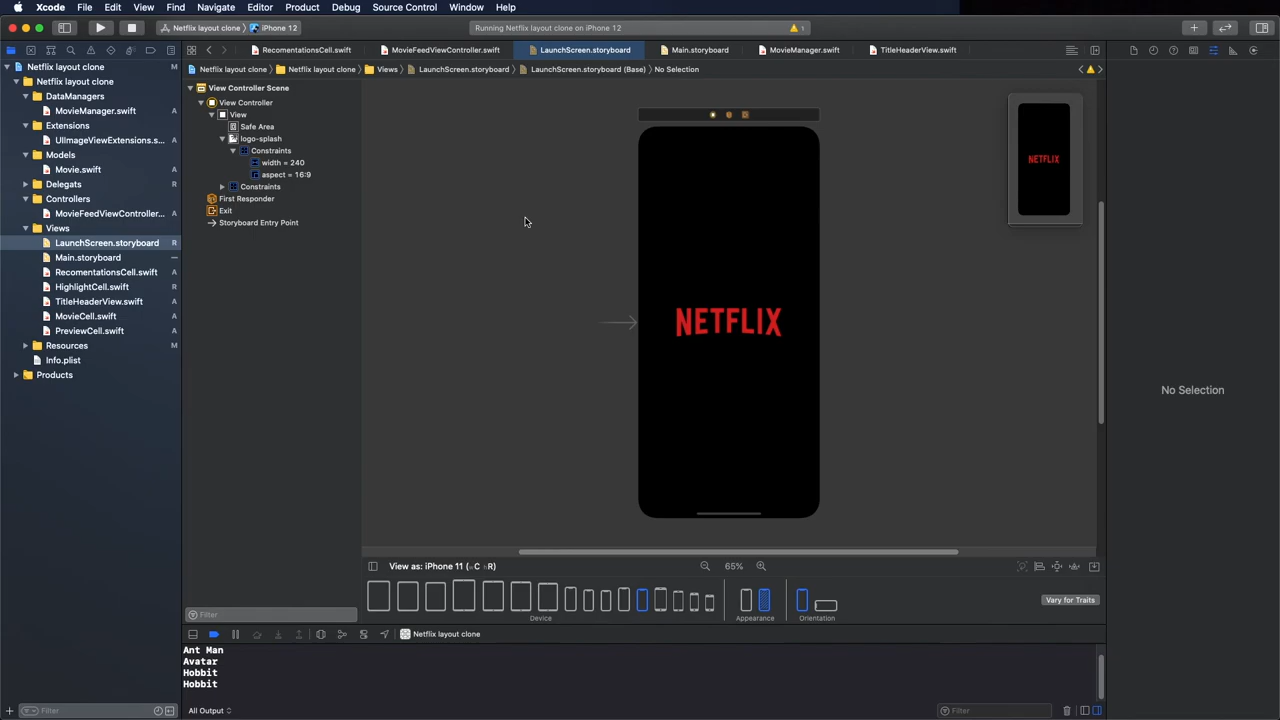 Xcode File Edit View Find Navigate Editor Product Debug Source Control Window Help
Netflix layout clone iPhone 12
Running Netflix layout clone on iPhone 12
1
RecomentationsCell.swift
MovieFeedViewController.swift
LaunchScreen.storyboard
Main.storyboard
MovieManager.swift
TitleHeaderView.swift
Netflix layout clone
Netflix layout clone
Views
LaunchScreen.storyboard
LaunchScreen.storyboard (Base)
No Selection
Netflix layout clone
Netflix layout clone
DataManagers
MovieManager.swift A
Extensions
UIImageViewExtensions.s... A
Models
Movie.swift A
Delegats R
Controllers
MovieFeedViewController... A
Views
LaunchScreen.storyboard R
Main.storyboard
RecomentationsCell.swift A
HighlightCell.swift R
TitleHeaderView.swift A
MovieCell.swift A
PreviewCell.swift A
Resources M
Info.plist
Products
View Controller Scene
View Controller
View
Safe Area
logo-splash
Constraints
width = 240
aspect = 16:9
Constraints
First Responder
Exit
Storyboard Entry Point
NETFLIX
NETFLIX
No Selection
View as: iPhone 11 (wC hR)
65%
Device
Appearance
Orientation
Vary for Traits
Filter
Netflix layout clone
Ant Man
Avatar
Hobbit
Hobbit
Filter
All Output
Filter